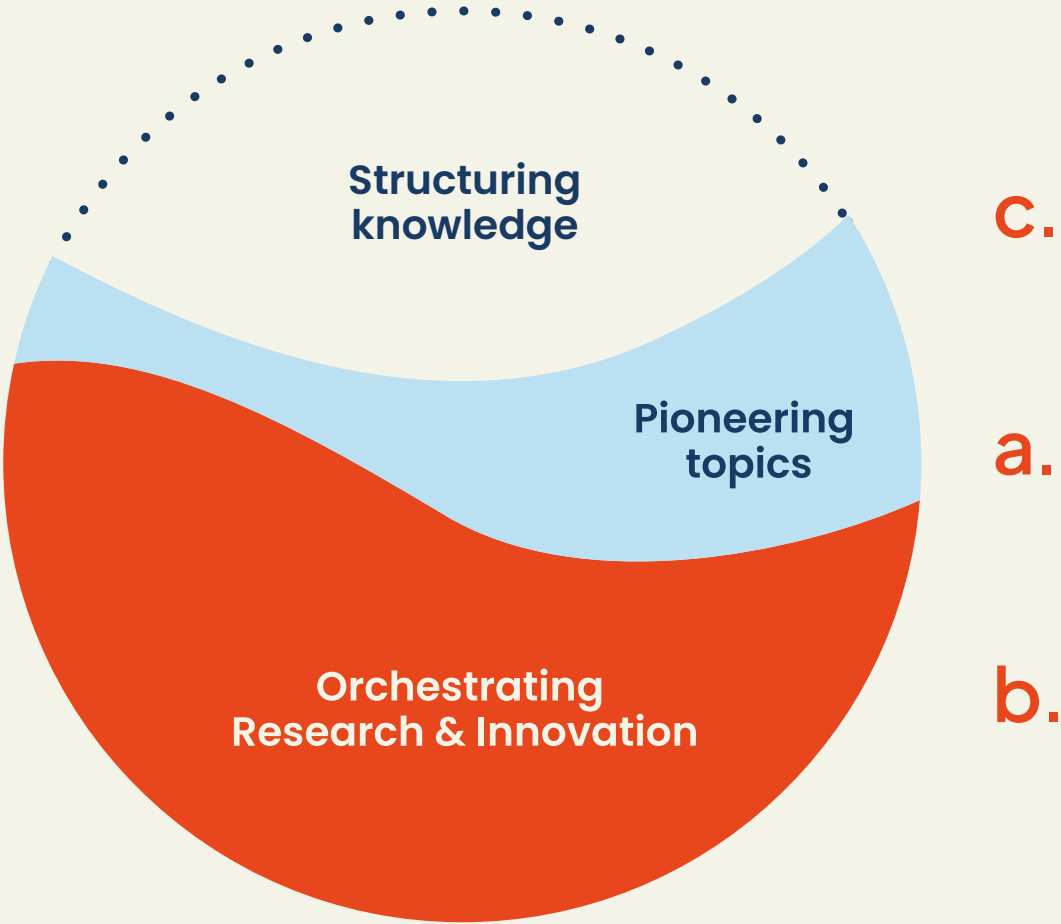 Structuring
knowledge
c.
Pioneering
topics
a.
Orchestrating
Research & Innovation
b.